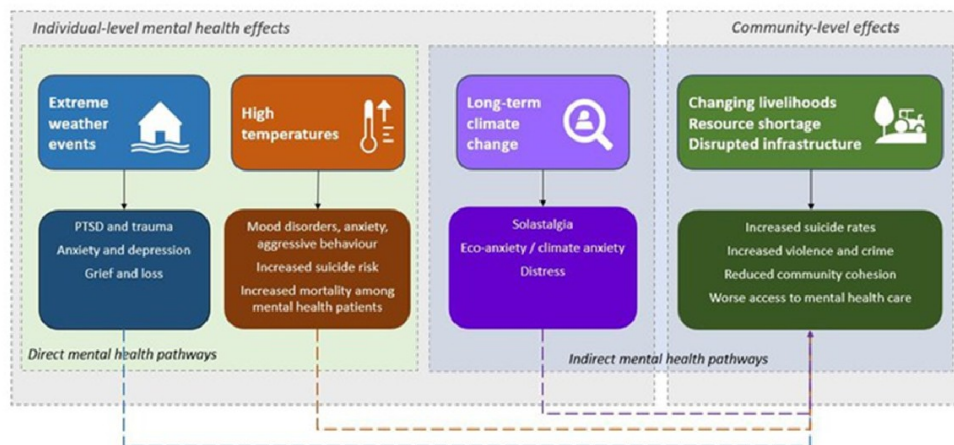 Individual-level mental health effects
Community-level effects
Extreme
weather
events
High
temperatures
Long-term
climate
change
Changing livelihoods
Resource shortage
Disrupted infrastructure
PTSD and trauma
Anxiety and depression
Grief and loss
Mood disorders, anxiety,
aggressive behaviour
Increased suicide risk
Increased mortality among
mental health patients
Solastalgia
Eco-anxiety / climate anxiety
Distress
Increased suicide rates
Increased violence and crime
Reduced community cohesion
Worse access to mental health care
Direct mental health pathways
Indirect mental health pathways